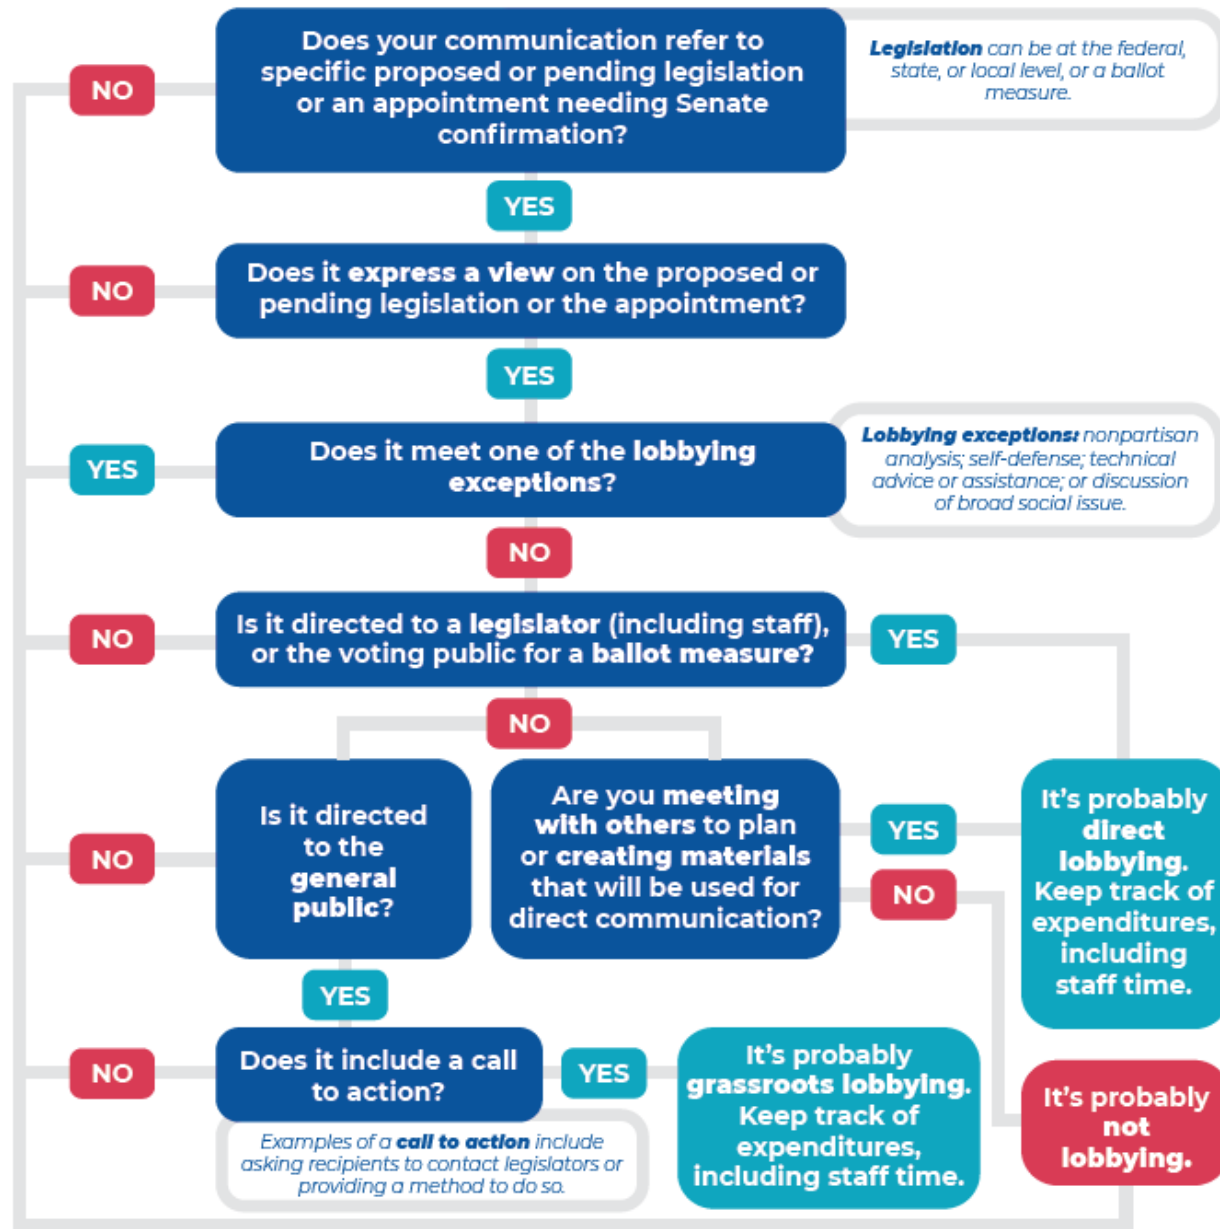 Does your communication refer to
specific proposed or pending legislation
or an appointment needing Senate
confirmation?
Legislation can be at the federal,
state, or local level, or a ballot
measure.
NO
YES
Does it express a view on the proposed or
pending legislation or the appointment?
NO
YES
Does it meet one of the lobbying
exceptions?
Lobbying exceptions: nonpartisan
analysis; self-defense; technical
advice or assistance; or discussion
of broad social issue.
YES
NO
Is it directed to a legislator (including staff),
or the voting public for a ballot measure?
NO
YES
NO
Is it directed
to the
general
public?
NO
YES
Are you meeting
with others to plan
or creating materials
that will be used for
direct communication?
YES
NO
It's probably
direct
lobbying.
Keep track of
expenditures,
including
staff time.
Does it include a call
to action?
NO
YES
Examples of a call to action include
asking recipients to contact legislators or
providing a method to do so.
It's probably
grassroots lobbying.
Keep track of
expenditures,
including staff time.
It's probably
not
lobbying.